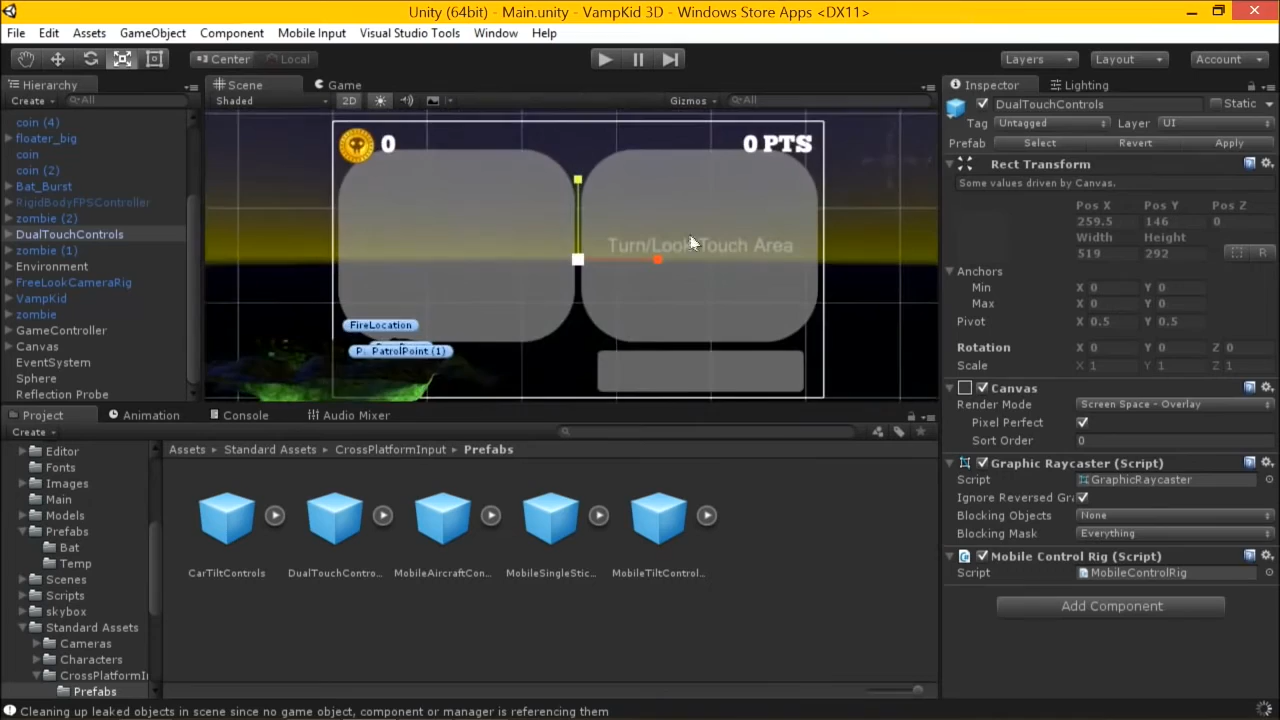 Unity (64bit) - Main.unity - VampKid 3D - Windows Store Apps <DX11>
File Edit Assets GameObject Component Mobile Input Visual Studio Tools Window Help
Center Local Layers Layout Account
Hierarchy
Create All
coin (4)
floater_big
coin
coin (2)
Bat_Burst
RigidBodyFPSController
zombie (2)
DualTouchControls
zombie (1)
Environment
FreeLookCameraRig
VampKid
zombie
GameController
Canvas
EventSystem
Sphere
Reflection Probe
Scene Game
Shaded 2D Gizmos All
0
0 PTS
Turn/Look Touch Area
FireLocation
PatrolPoint (1)
Inspector Lighting
DualTouchControls Static
Tag Untagged Layer UI
Prefab Select Revert Apply
Rect Transform
Some values driven by Canvas.
Pos X Pos Y Pos Z
259.5 146 0
Width Height
519 292
R
Anchors
Min X 0 Y 0
Max X 0 Y 0
Pivot X 0.5 Y 0.5
Rotation X 0 Y 0 Z 0
Scale X 1 Y 1 Z 1
Canvas
Render Mode Screen Space - Overlay
Pixel Perfect
Sort Order 0
Graphic Raycaster (Script)
Script GraphicRaycaster
Ignore Reversed Gra
Blocking Objects None
Blocking Mask Everything
Mobile Control Rig (Script)
Script MobileControlRig
Add Component
Project Animation Console Audio Mixer
Create
Editor
Fonts
Images
Main
Models
Prefabs
Bat
Temp
Scenes
Scripts
skybox
Standard Assets
Cameras
Characters
CrossPlatformI
Prefabs
Assets Standard Assets CrossPlatformInput Prefabs
CarTiltControls DualTouchContro... MobileAircraftCon... MobileSingleStic... MobileTiltControl...
Cleaning up leaked objects in scene since no game object, component or manager is referencing them